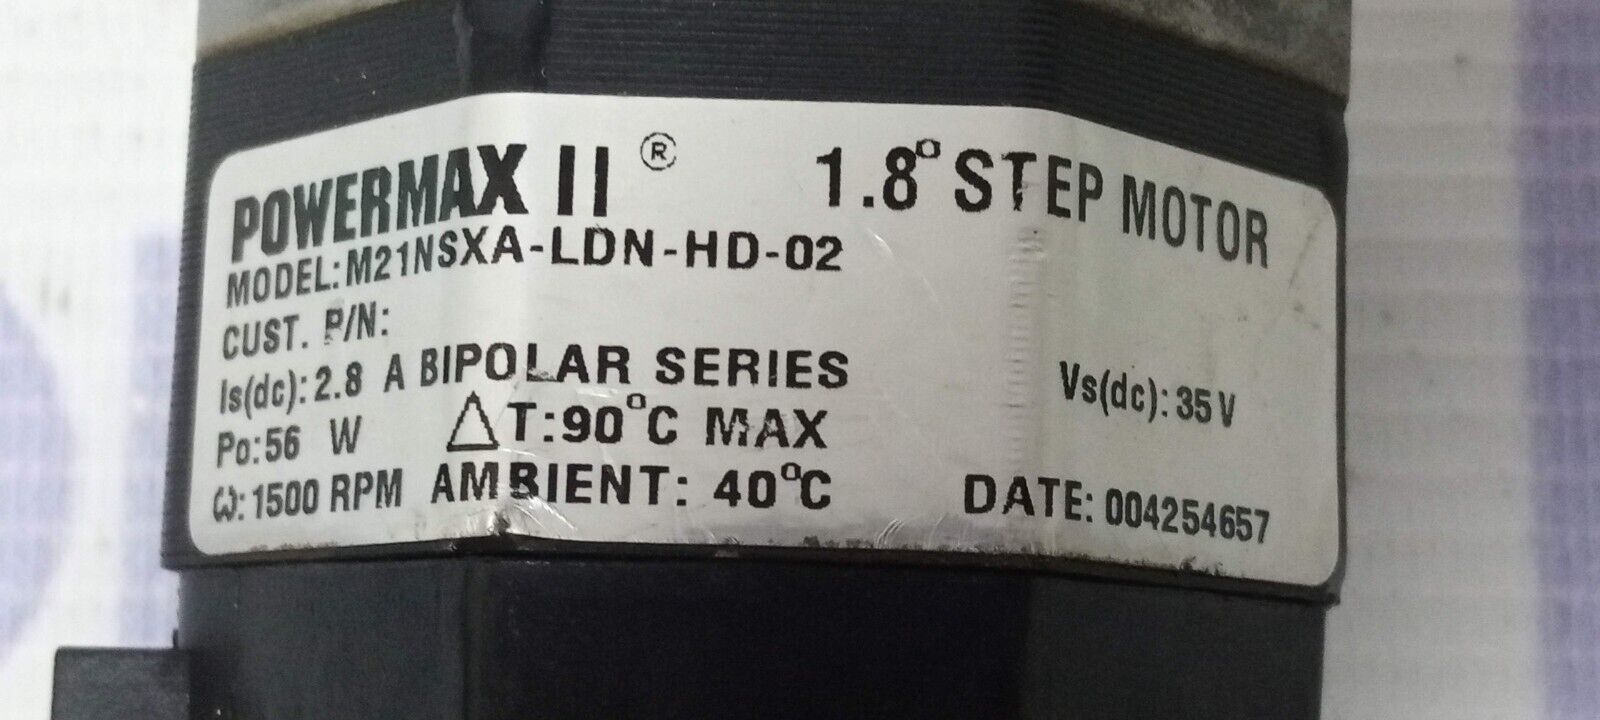 POWERMAX II ® 1.8° STEP MOTOR
MODEL: M21NSXA-LDN-HD-02
CUST. P/N:
Is(dc): 2.8 A BIPOLAR SERIES Vs(dc): 35 V
Po: 56 W △T: 90°C MAX
ω: 1500 RPM AMBIENT: 40°C DATE: 004254657